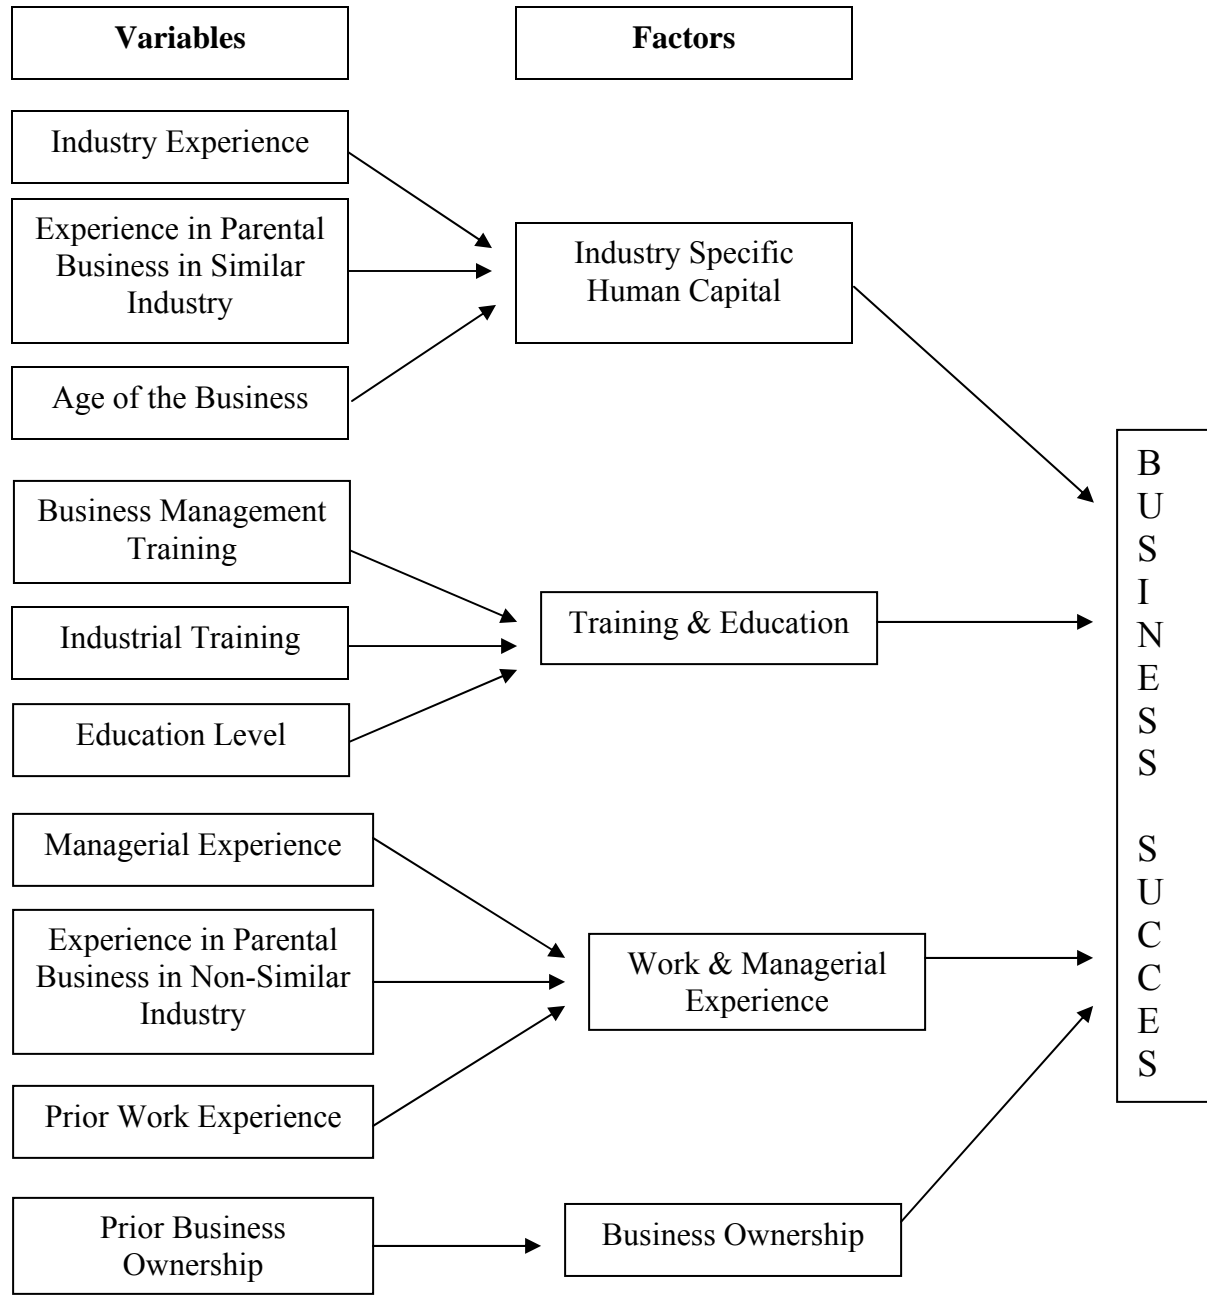 Variables
Factors
Industry Experience
Experience in Parental
Business in Similar
Industry
Age of the Business
Industry Specific
Human Capital
Business Management
Training
Industrial Training
Education Level
Training & Education
Managerial Experience
Experience in Parental
Business in Non-Similar
Industry
Prior Work Experience
Work & Managerial
Experience
Prior Business
Ownership
Business Ownership
B
U
S
I
N
E
S
S
S
U
C
C
E
S